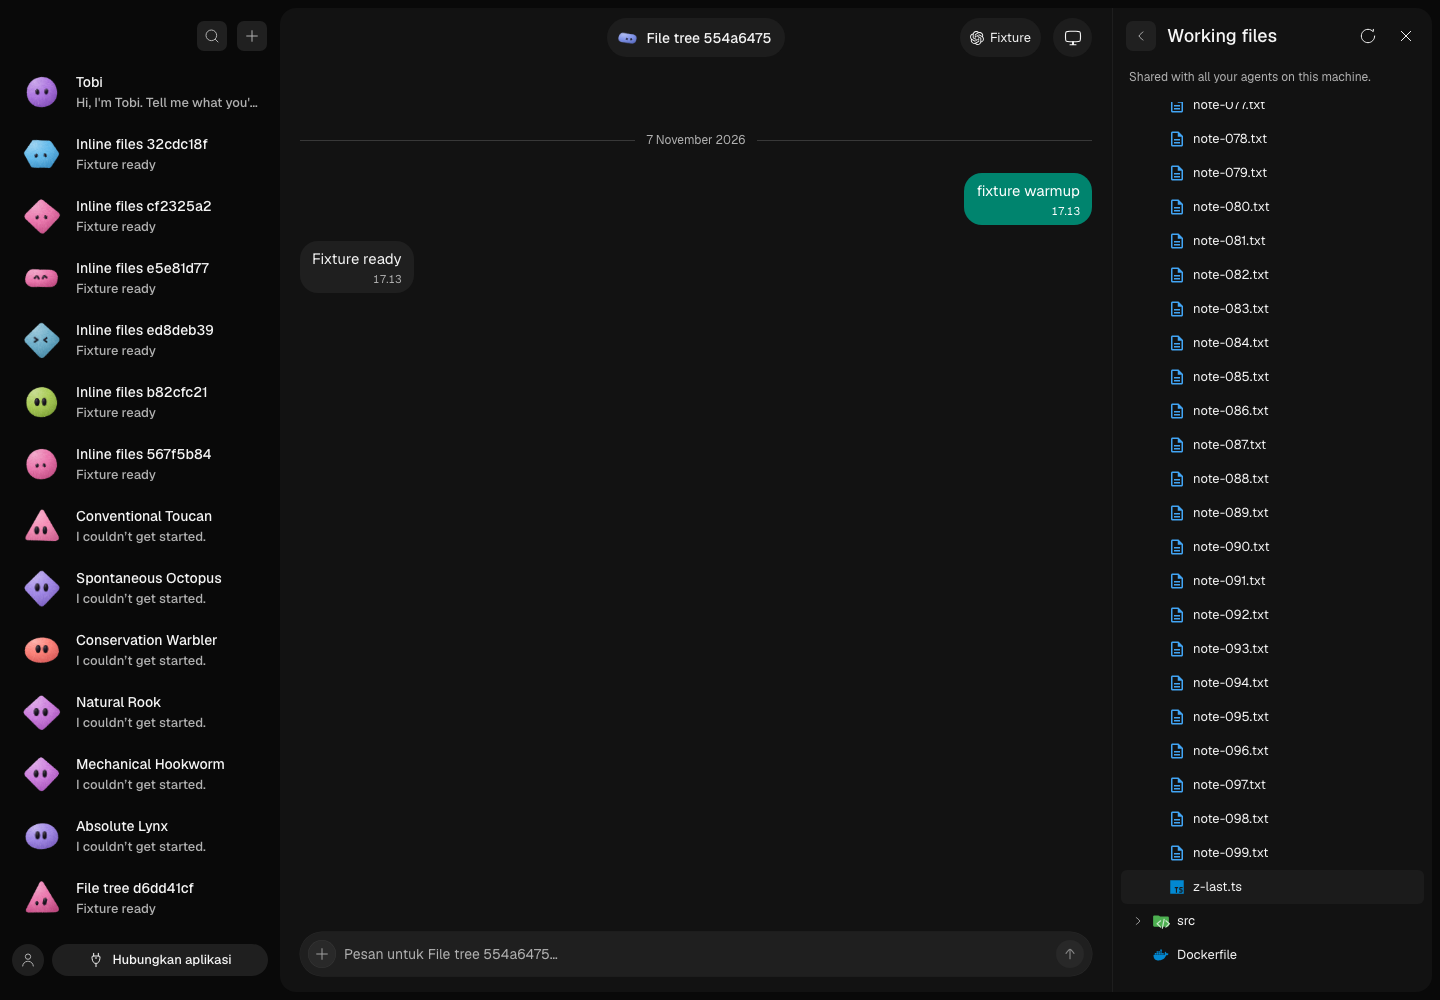 Tobi
Hi, I'm Tobi. Tell me what you'...
Inline files 32cdc18f
Fixture ready
Inline files cf2325a2
Fixture ready
Inline files e5e81d77
Fixture ready
Inline files ed8deb39
Fixture ready
Inline files b82cfc21
Fixture ready
Inline files 567f5b84
Fixture ready
Conventional Toucan
I couldn't get started.
Spontaneous Octopus
I couldn't get started.
Conservation Warbler
I couldn't get started.
Natural Rook
I couldn't get started.
Mechanical Hookworm
I couldn't get started.
Absolute Lynx
I couldn't get started.
File tree d6dd41cf
Fixture ready
Hubungkan aplikasi
File tree 554a6475
Fixture
7 November 2026
fixture warmup
17.13
Fixture ready
17.13
Pesan untuk File tree 554a6475...
Working files
Shared with all your agents on this machine.
note-077.txt
note-078.txt
note-079.txt
note-080.txt
note-081.txt
note-082.txt
note-083.txt
note-084.txt
note-085.txt
note-086.txt
note-087.txt
note-088.txt
note-089.txt
note-090.txt
note-091.txt
note-092.txt
note-093.txt
note-094.txt
note-095.txt
note-096.txt
note-097.txt
note-098.txt
note-099.txt
z-last.ts
src
Dockerfile